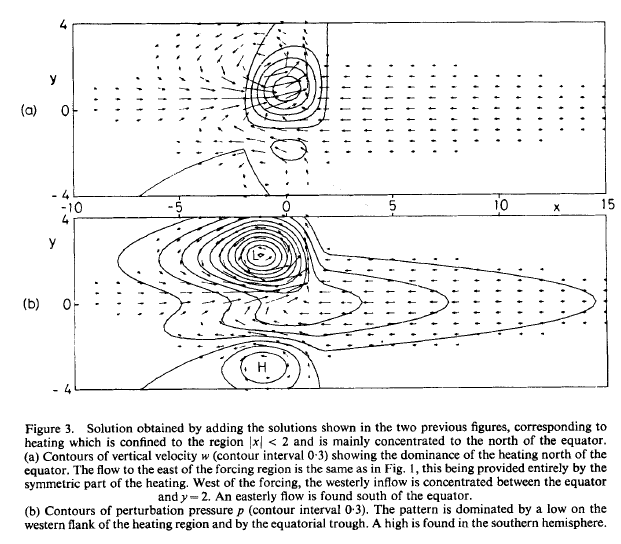 4
y
(a)
0
- 4
-10
-5
0
5
10
x
15
4
y
L
(b)
0
H
- 4
Figure 3. Solution obtained by adding the solutions shown in the two previous figures, corresponding to
heating which is confined to the region |x| < 2 and is mainly concentrated to the north of the equator.
(a) Contours of vertical velocity w (contour interval 0·3) showing the dominance of the heating north of the
equator. The flow to the east of the forcing region is the same as in Fig. 1, this being provided entirely by the
symmetric part of the heating. West of the forcing, the westerly inflow is concentrated between the equator
and y = 2. An easterly flow is found south of the equator.
(b) Contours of perturbation pressure p (contour interval 0·3). The pattern is dominated by a low on the
western flank of the heating region and by the equatorial trough. A high is found in the southern hemisphere.